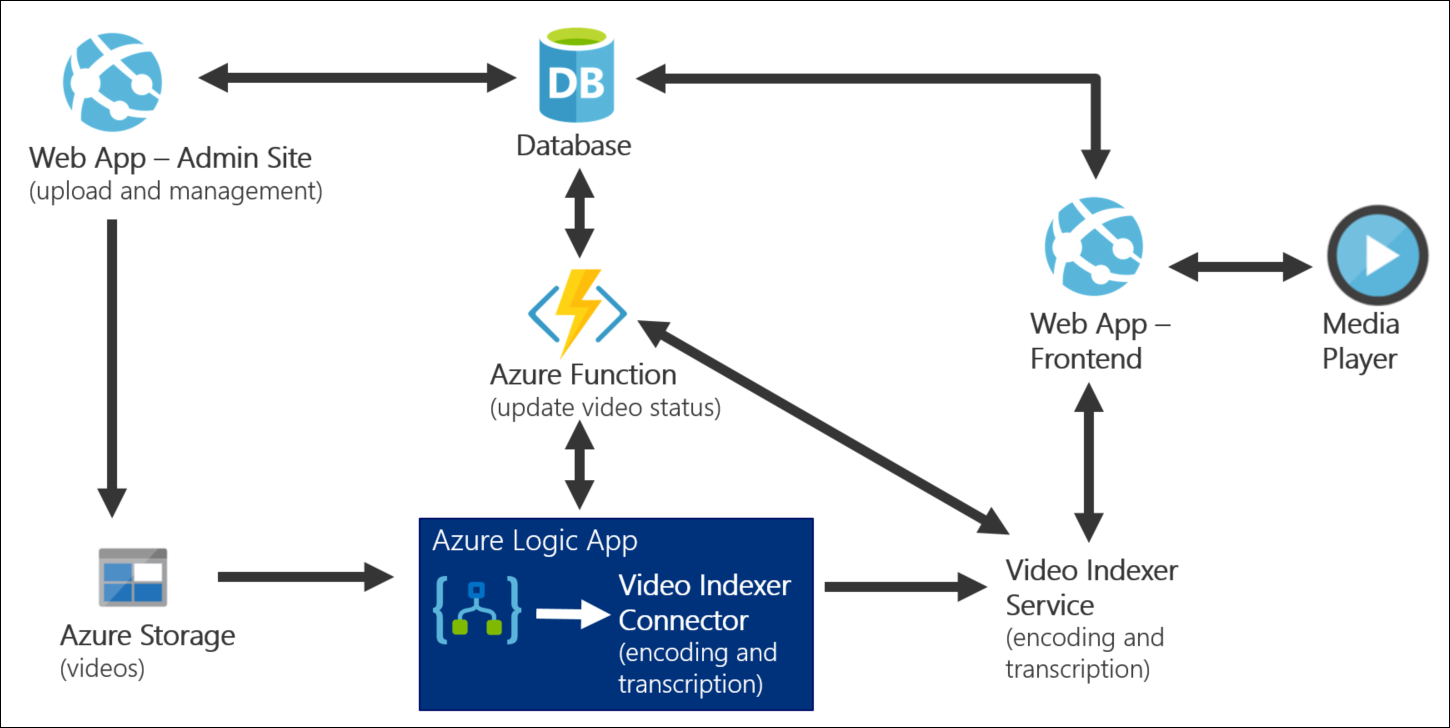 DB
Database
Web App – Admin Site
(upload and management)
Azure Function
(update video status)
Web App –
Frontend
Media
Player
Azure Storage
(videos)
Azure Logic App
Video Indexer
Connector
(encoding and
transcription)
Video Indexer
Service
(encoding and
transcription)